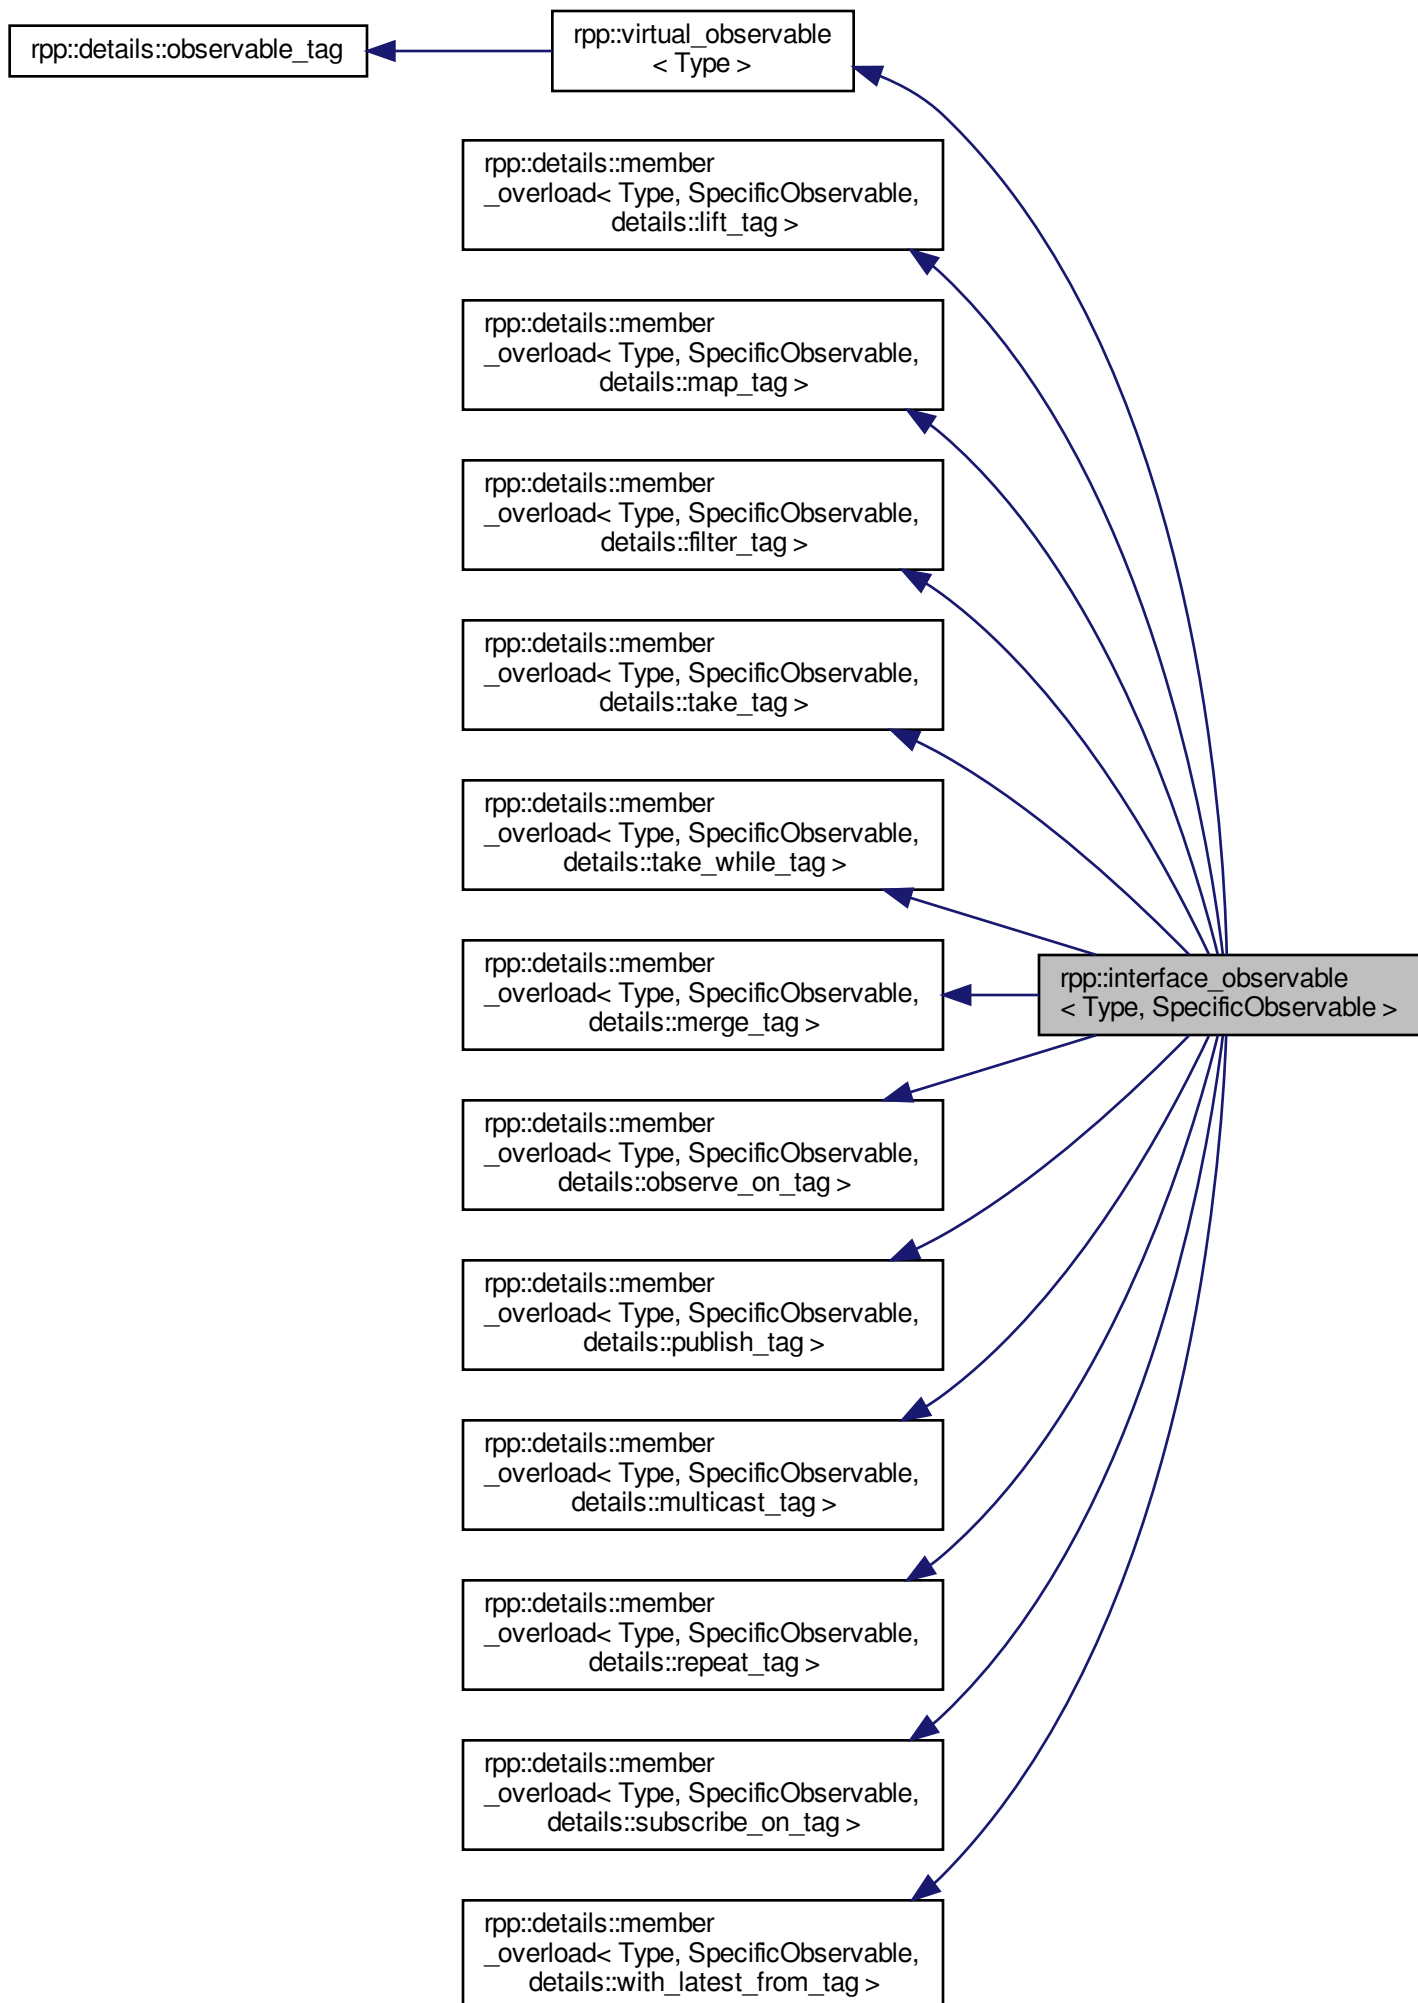 rpp::details::observable_tag
rpp::virtual_observable
< Type >
rpp::details::member
_overload< Type, SpecificObservable,
details::lift_tag >
rpp::details::member
_overload< Type, SpecificObservable,
details::map_tag >
rpp::details::member
_overload< Type, SpecificObservable,
details::filter_tag >
rpp::details::member
_overload< Type, SpecificObservable,
details::take_tag >
rpp::details::member
_overload< Type, SpecificObservable,
details::take_while_tag >
rpp::details::member
_overload< Type, SpecificObservable,
details::merge_tag >
rpp::interface_observable
< Type, SpecificObservable >
rpp::details::member
_overload< Type, SpecificObservable,
details::observe_on_tag >
rpp::details::member
_overload< Type, SpecificObservable,
details::publish_tag >
rpp::details::member
_overload< Type, SpecificObservable,
details::multicast_tag >
rpp::details::member
_overload< Type, SpecificObservable,
details::repeat_tag >
rpp::details::member
_overload< Type, SpecificObservable,
details::subscribe_on_tag >
rpp::details::member
_overload< Type, SpecificObservable,
details::with_latest_from_tag >